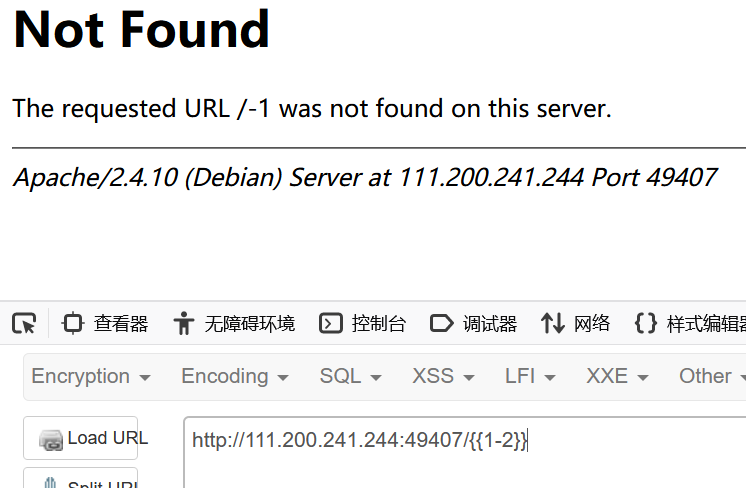 Not Found
The requested URL /-1 was not found on this server.
Apache/2.4.10 (Debian) Server at 111.200.241.244 Port 49407
查看器 无障碍环境 控制台 调试器 网络 样式编辑器
Encryption Encoding SQL XSS LFI XXE Other
Load URL http://111.200.241.244:49407/{{1-2}}
Split URL